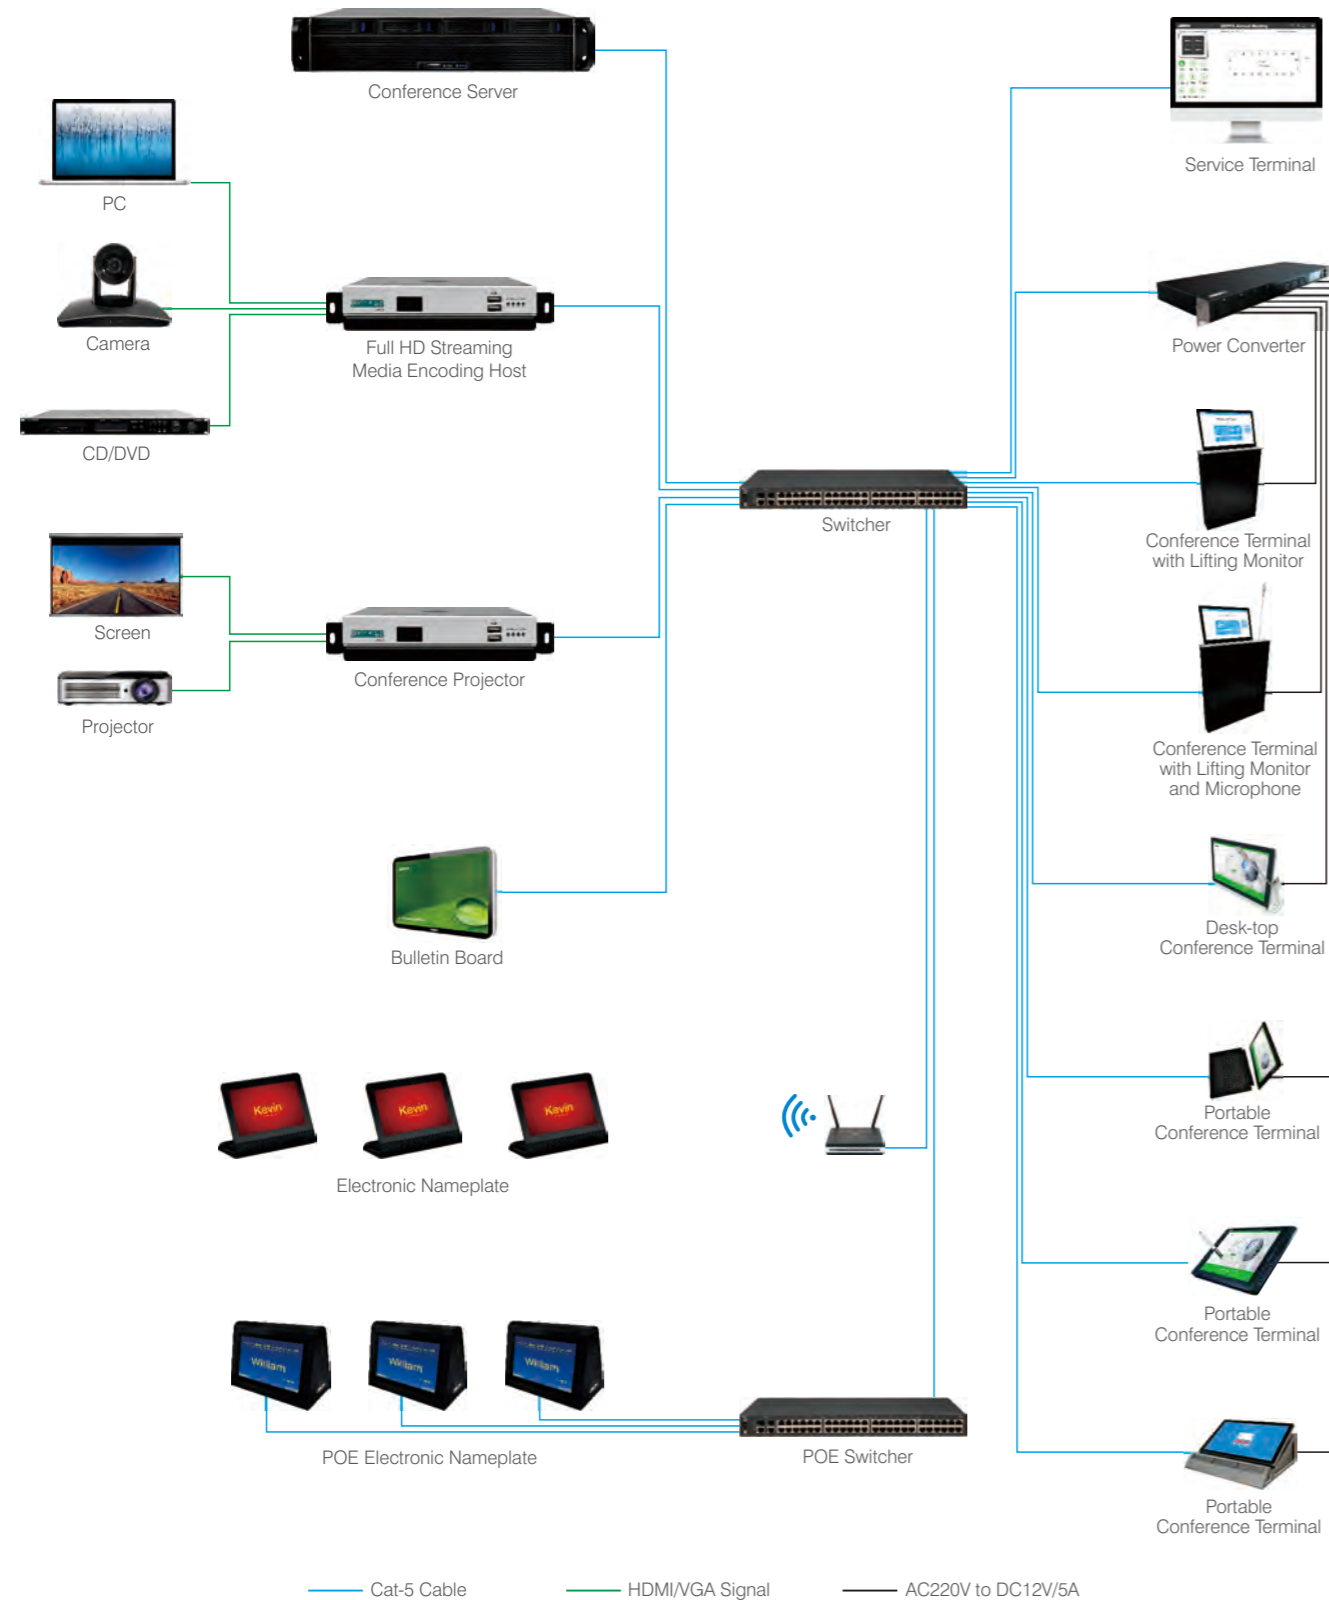 Conference Server
Service Terminal
PC
Camera
Full HD Streaming
Media Encoding Host
Power Converter
CD/DVD
Switcher
Conference Terminal
with Lifting Monitor
Screen
Conference Projector
Projector
Conference Terminal
with Lifting Monitor
and Microphone
Bulletin Board
Desk-top
Conference Terminal
Kevin
Kevin
Kevin
Electronic Nameplate
Portable
Conference Terminal
Portable
Conference Terminal
William
William
William
POE Electronic Nameplate
POE Switcher
Portable
Conference Terminal
Cat-5 Cable
HDMI/VGA Signal
AC220V to DC12V/5A